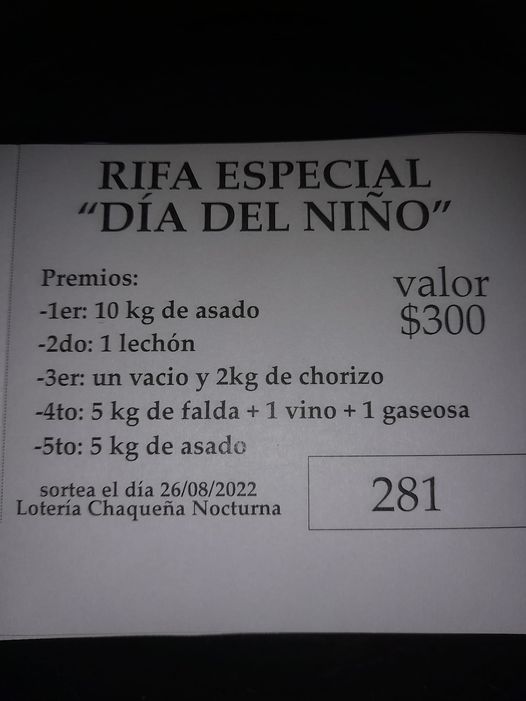 RIFA ESPECIAL
“DÍA DEL NIÑO”
Premios:
-1er: 10 kg de asado
-2do: 1 lechón
-3er: un vacio y 2kg de chorizo
-4to: 5 kg de falda + 1 vino + 1 gaseosa
-5to: 5 kg de asado
valor
$300
sortea el día 26/08/2022
Lotería Chaqueña Nocturna
281